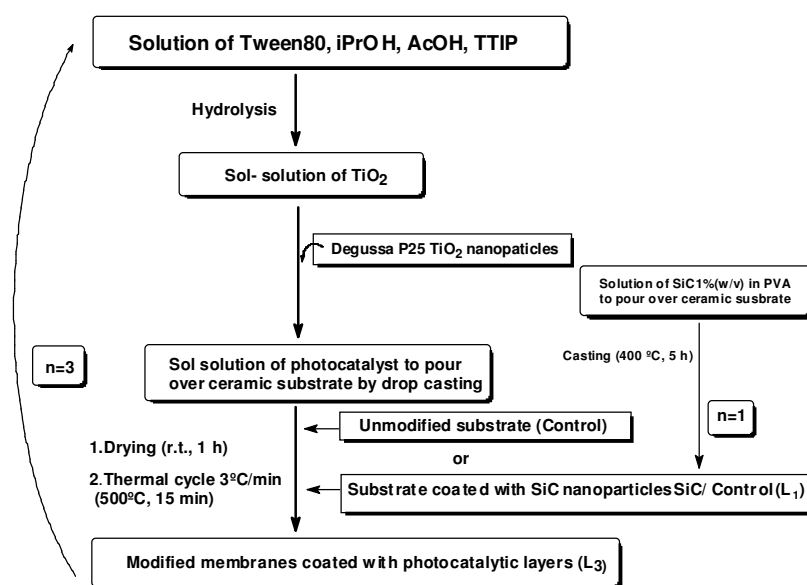 Solution of Tween80, iPrOH, AcOH, TTIP
Hydrolysis
Sol- solution of TiO₂
Degussa P25 TiO₂ nanopaticles
Solution of SiC1%(w/v) in PVA
to pour over ceramic susbrate
Casting (400 ºC, 5 h)
n=3
Sol solution of photocatalyst to pour
over ceramic substrate by drop casting
n=1
Unmodified substrate (Control)
1.Drying (r.t., 1 h)
or
2.Thermal cycle 3ºC/min
(500ºC, 15 min)
Substrate coated with SiC nanoparticlesSiC/ Control(L₁)
Modified membranes coated with photocatalytic layers (L₃)